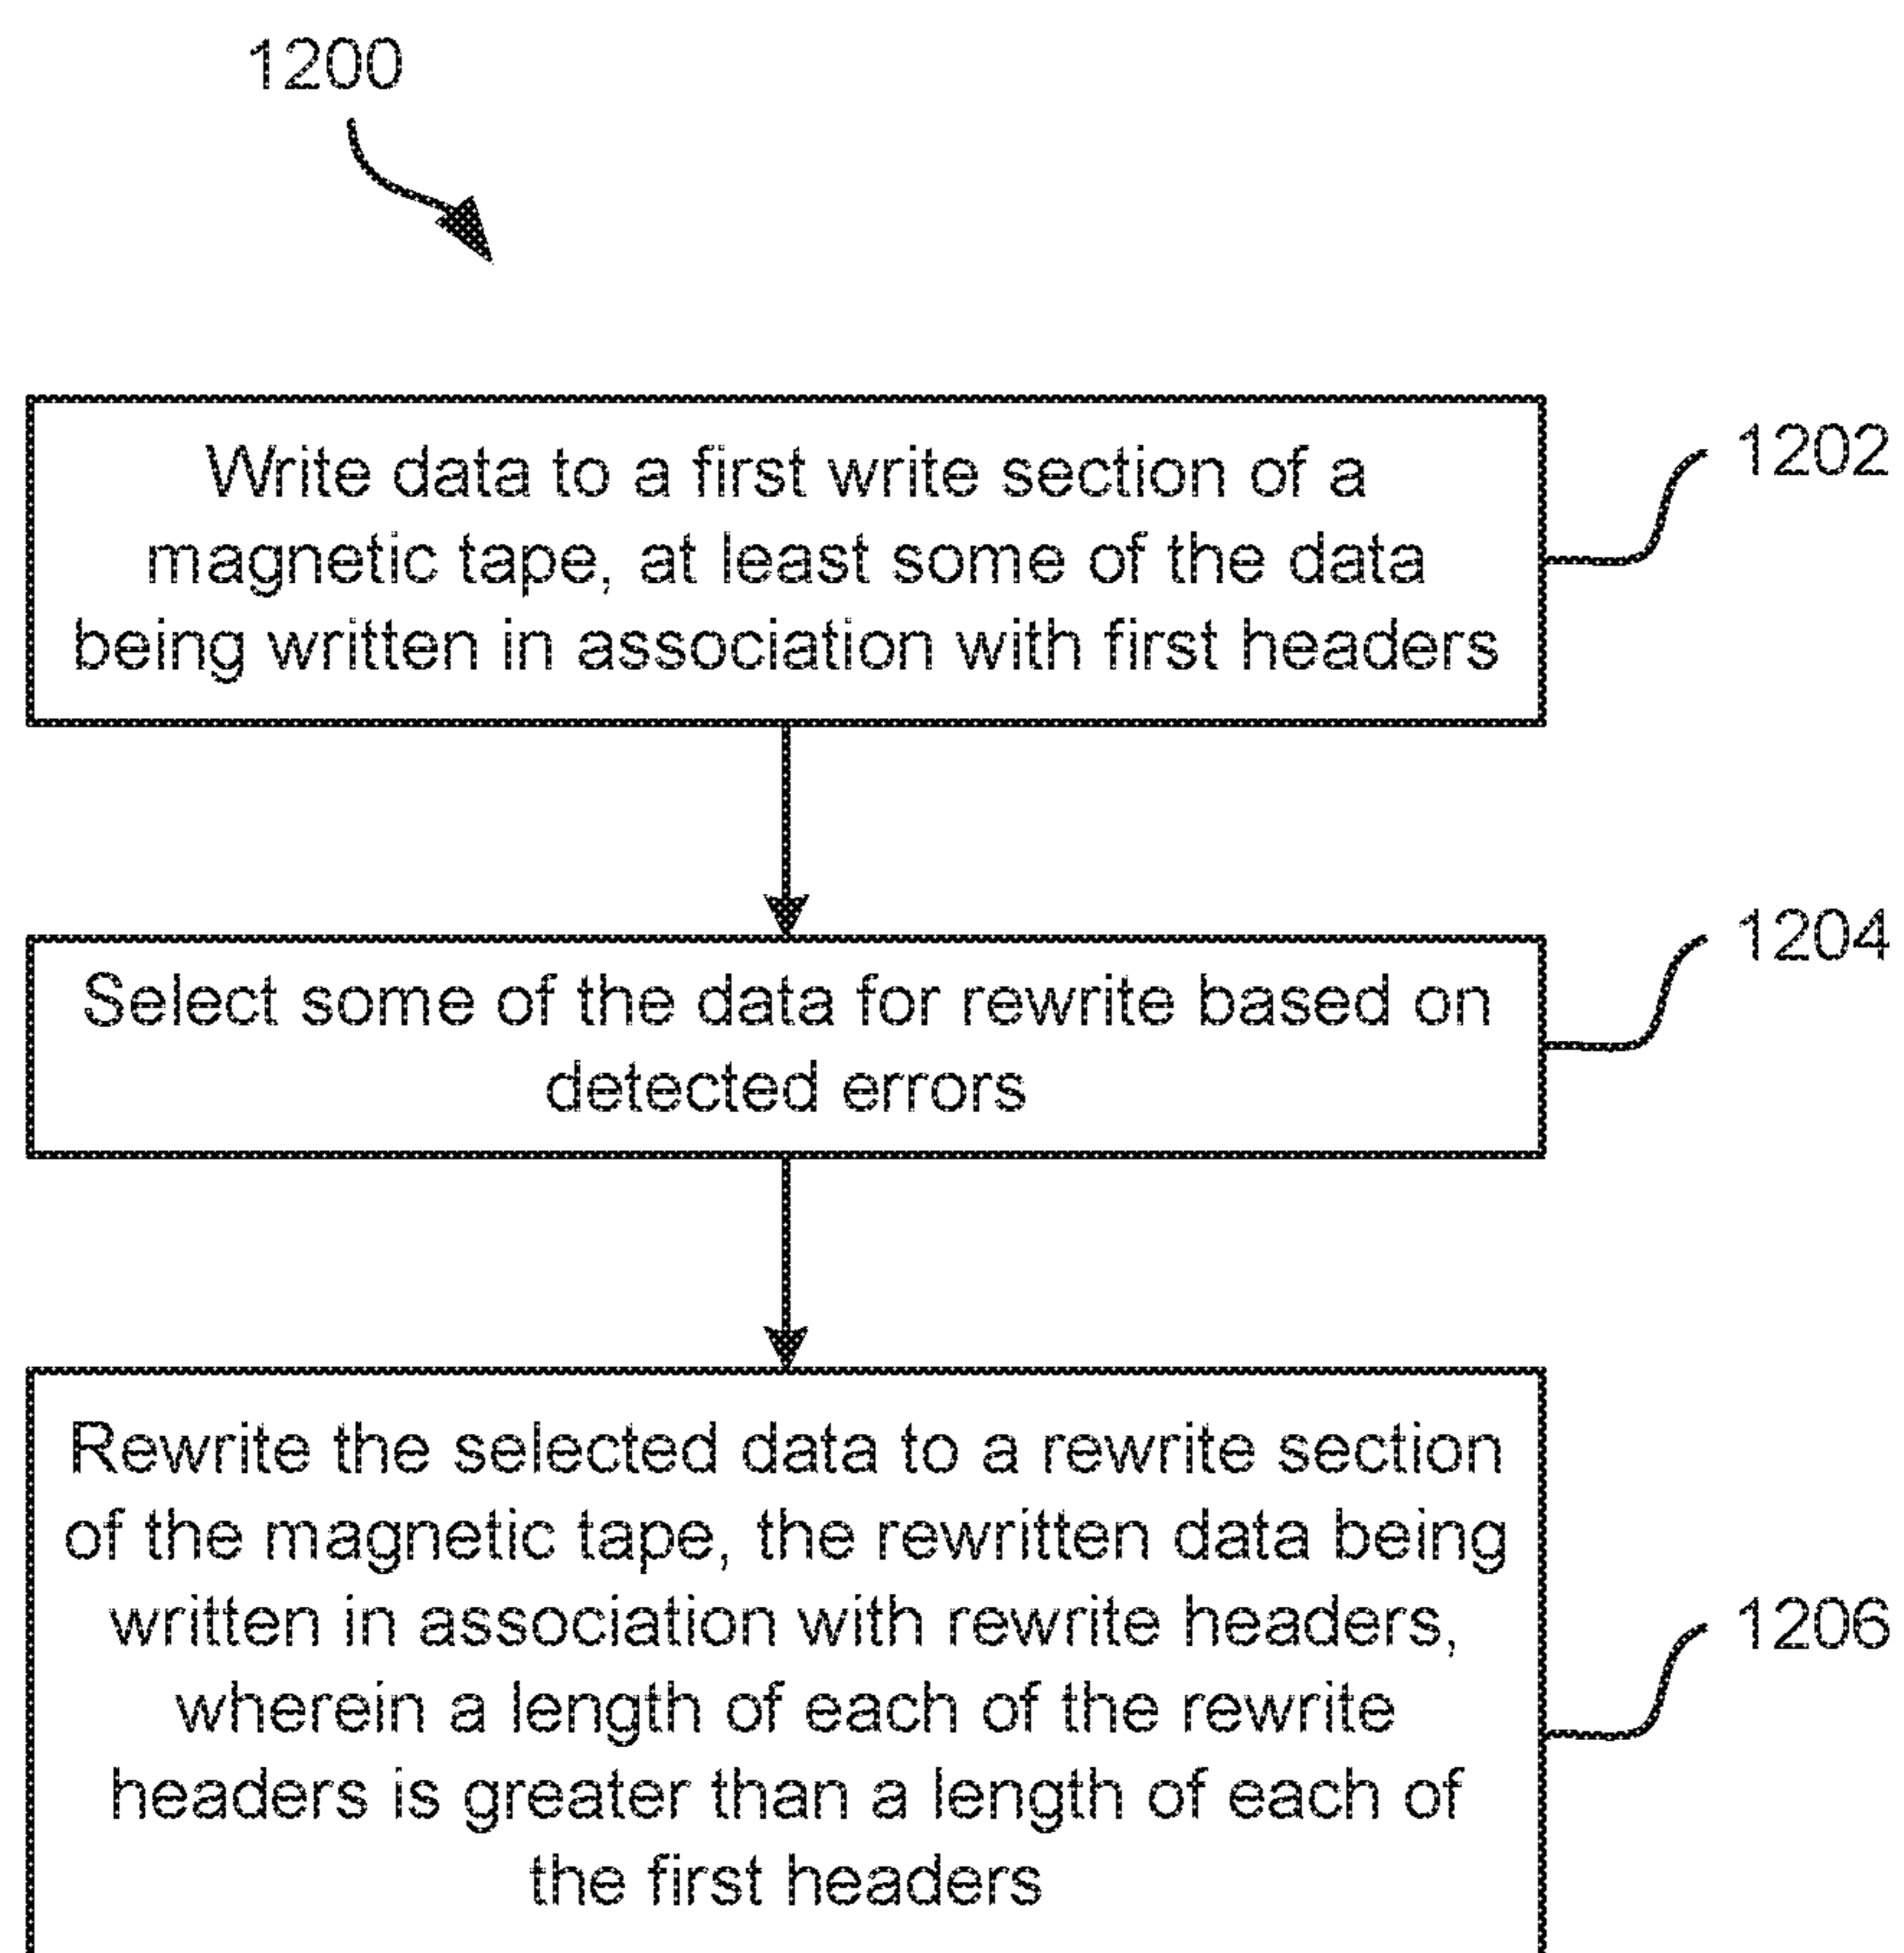 1200
Write data to a first write section of a
magnetic tape, at least some of the data
being written in association with first headers
1202
Select some of the data for rewrite based on
detected errors
1204
Rewrite the selected data to a rewrite section
of the magnetic tape, the rewritten data being
written in association with rewrite headers,
wherein a length of each of the rewrite
headers is greater than a length of each of
the first headers
1206